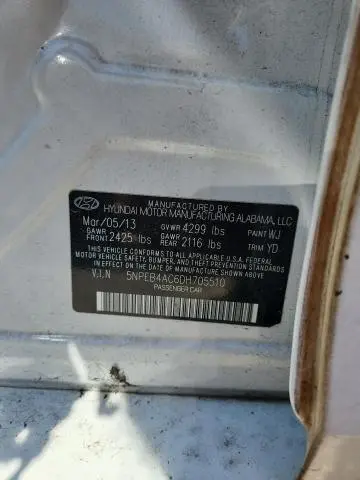 MANUFACTURED BY
HYUNDAI MOTOR MANUFACTURING ALABAMA, LLC
Mar/05/13 GVWR 4299 lbs PAINT WJ
GAWR FRONT 2425 lbs GAWR REAR 2116 lbs TRIM YD
THIS VEHICLE CONFORMS TO ALL APPLICABLE U.S.A. FEDERAL
MOTOR VEHICLE SAFETY, BUMPER, AND THEFT PREVENTION
STANDARDS IN EFFECT ON THE DATE OF MANUFACTURE SHOWN ABOVE.
V.I.N 5NPEB4AC6DH705510
PASSENGER CAR